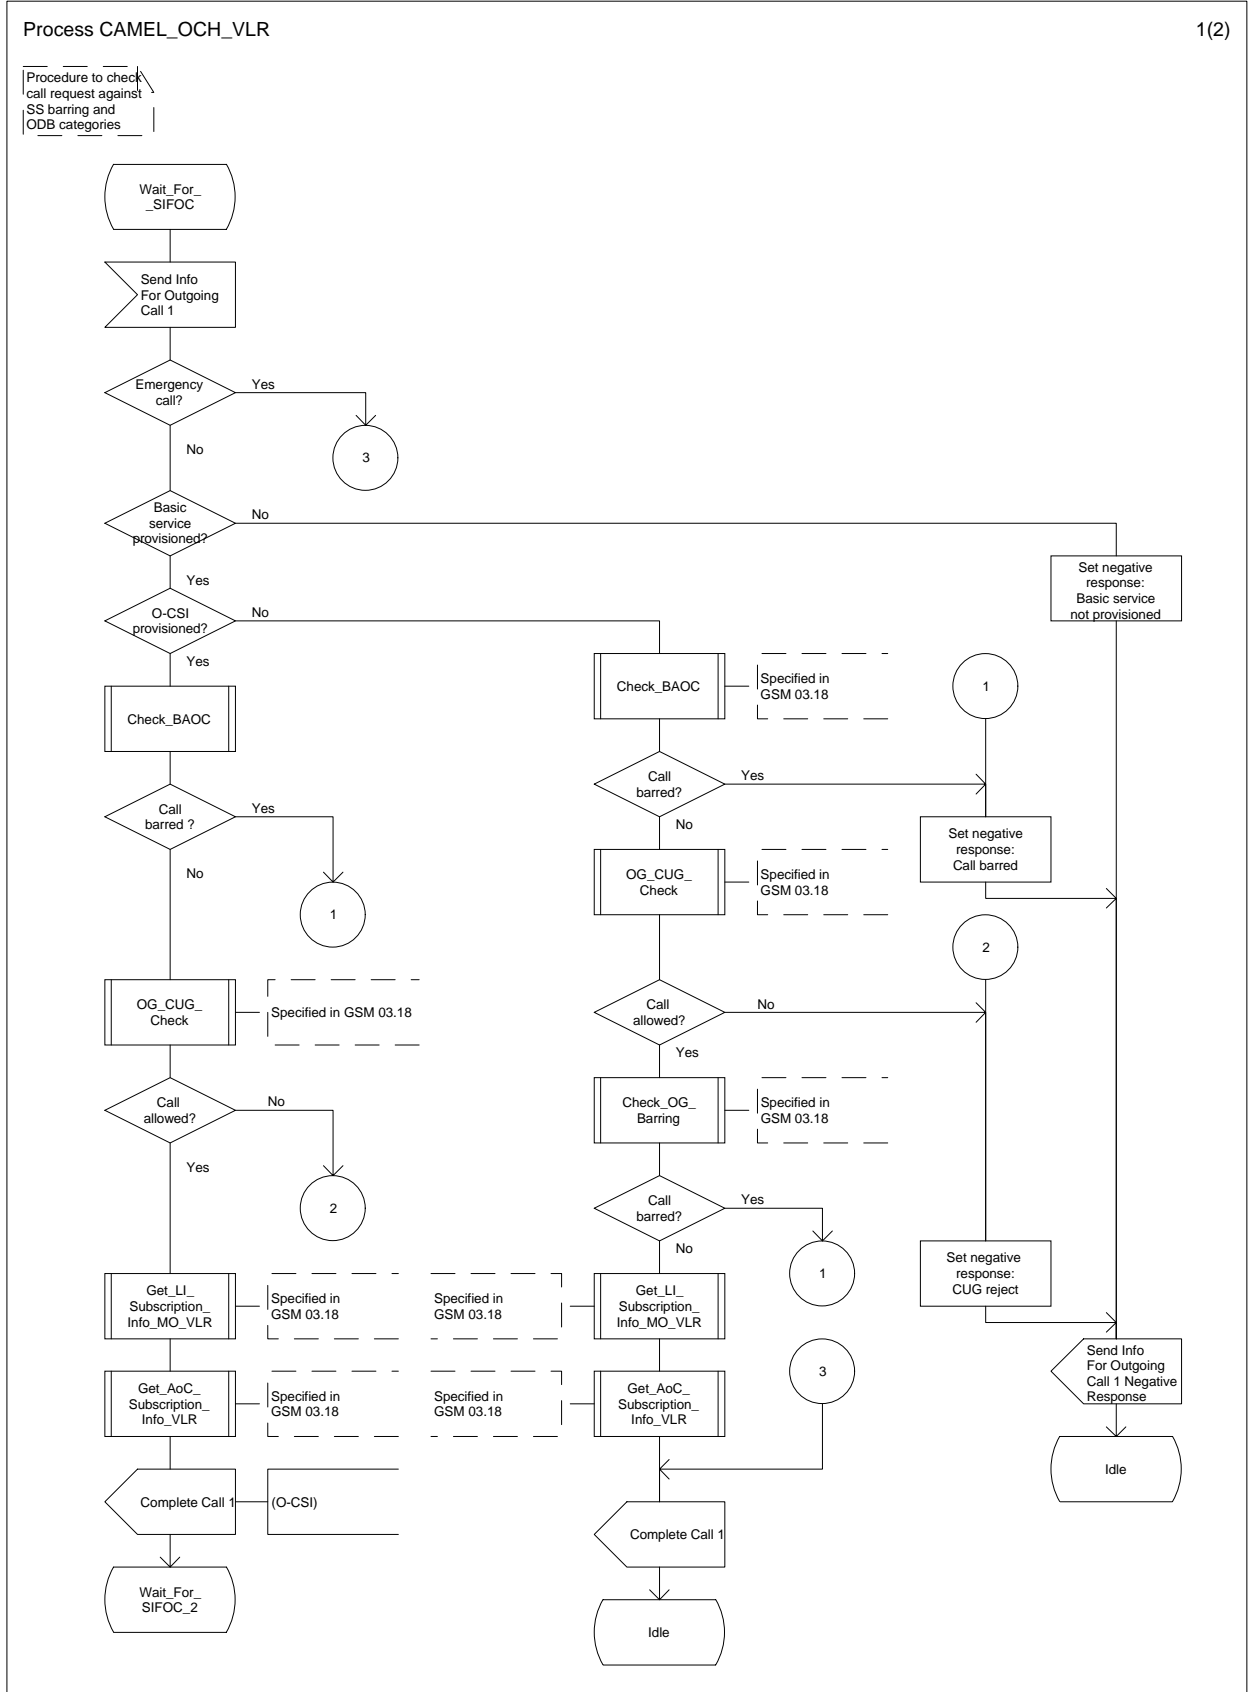 Process CAMEL_OCH_VLR
1(2)
Procedure to check
call request against
SS barring and
ODB categories
Wait_For_
_SIFOC
Send Info
For Outgoing
Call 1
Emergency
call?
Yes
3
No
Basic
service
provisioned?
No
Yes
Set negative
response:
Basic service
not provisioned
O-CSI
provisioned?
No
Yes
Check_BAOC
Specified in
GSM 03.18
1
Check_BAOC
Call
barred?
Yes
No
Call
barred ?
Yes
No
Set negative
response:
Call barred
OG_CUG_
Check
Specified in
GSM 03.18
1
2
OG_CUG_
Check
Specified in GSM 03.18
Call
allowed?
No
Yes
Call
allowed?
No
Yes
Check_OG_
Barring
Specified in
GSM 03.18
2
Call
barred?
Yes
No
1
Set negative
response:
CUG reject
Get_LI_
Subscription_
Info_MO_VLR
Specified in
GSM 03.18
Specified in
GSM 03.18
Get_LI_
Subscription_
Info_MO_VLR
3
Send Info
For Outgoing
Call 1 Negative
Response
Get_AoC_
Subscription_
Info_VLR
Specified in
GSM 03.18
Specified in
GSM 03.18
Get_AoC_
Subscription_
Info_VLR
Idle
Complete Call 1
(O-CSI)
Complete Call 1
Wait_For_
SIFOC_2
Idle